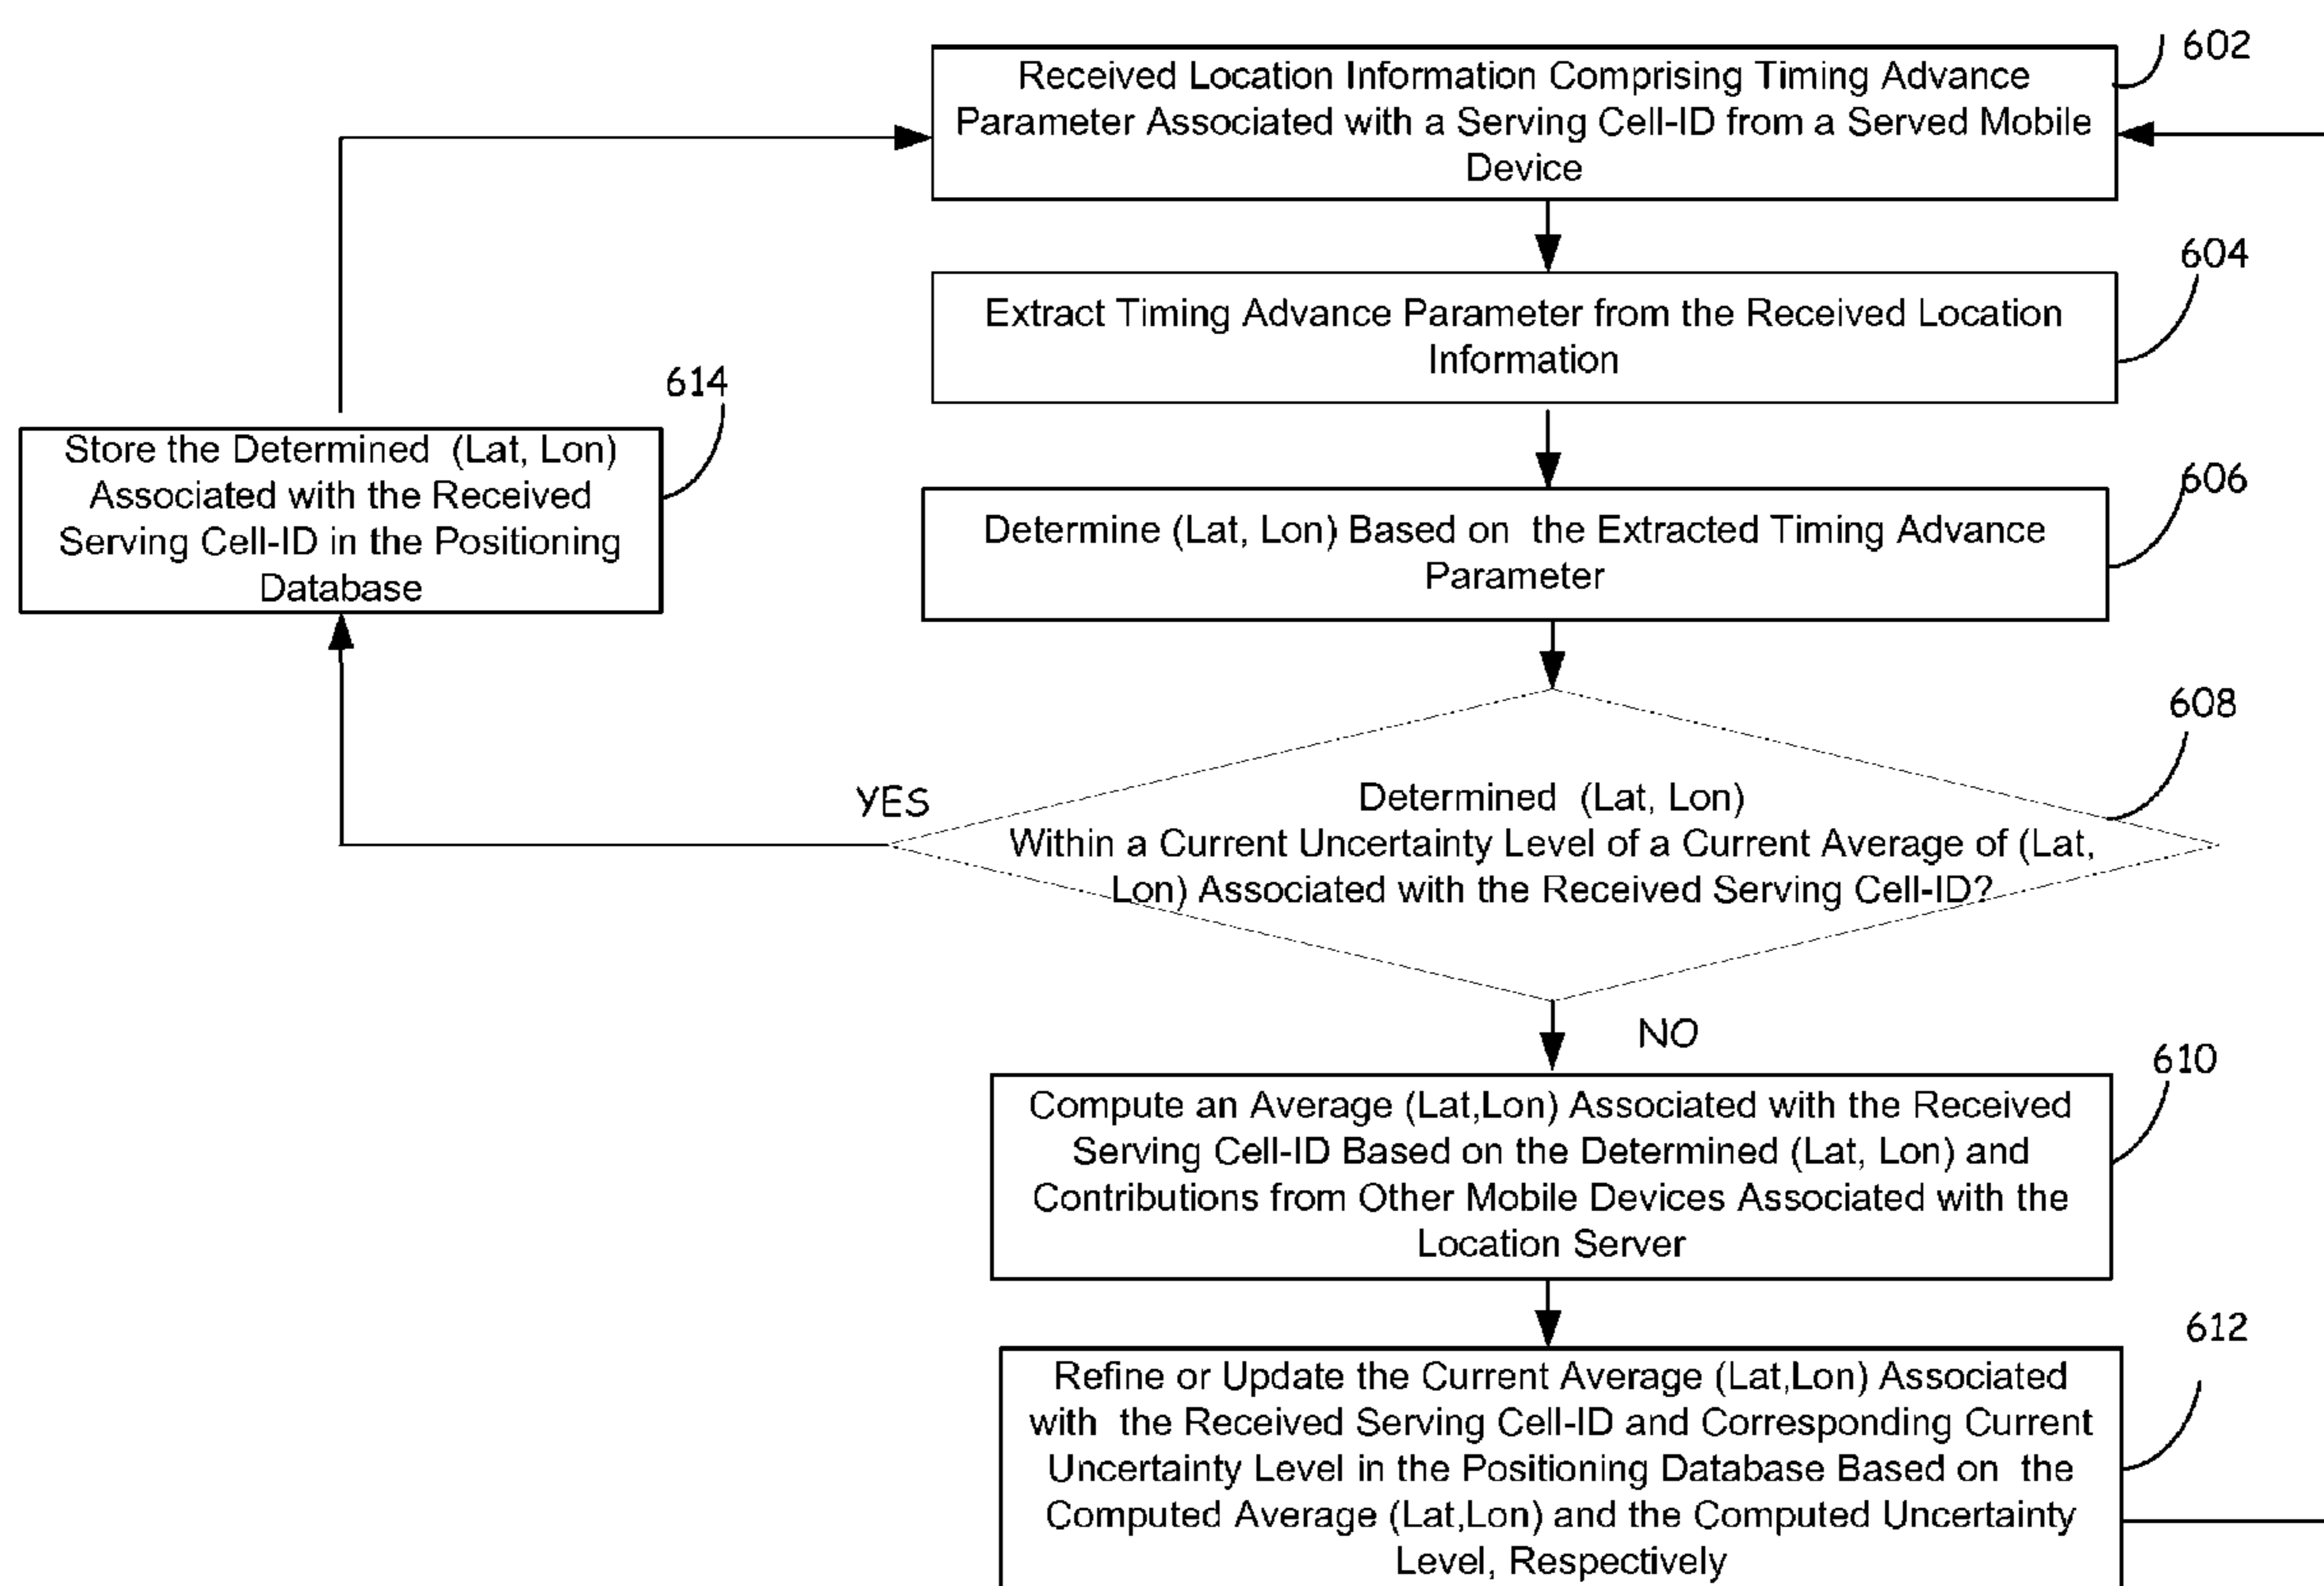 602
Received Location Information Comprising Timing Advance
Parameter Associated with a Serving Cell-ID from a Served Mobile
Device
604
Extract Timing Advance Parameter from the Received Location
Information
614
Store the Determined (Lat, Lon)
Associated with the Received
Serving Cell-ID in the Positioning
Database
606
Determine (Lat, Lon) Based on the Extracted Timing Advance
Parameter
608
YES
Determined (Lat, Lon)
Within a Current Uncertainty Level of a Current Average of (Lat,
Lon) Associated with the Received Serving Cell-ID?
NO
610
Compute an Average (Lat,Lon) Associated with the Received
Serving Cell-ID Based on the Determined (Lat, Lon) and
Contributions from Other Mobile Devices Associated with the
Location Server
612
Refine or Update the Current Average (Lat,Lon) Associated
with the Received Serving Cell-ID and Corresponding Current
Uncertainty Level in the Positioning Database Based on the
Computed Average (Lat,Lon) and the Computed Uncertainty
Level, Respectively